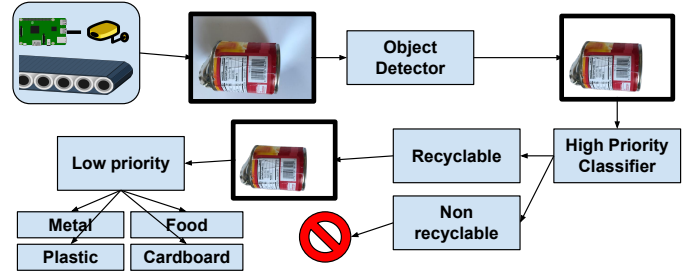 Object
Detector
High Priority
Classifier
Recyclable
Low priority
Non
recyclable
Metal
Food
Plastic
Cardboard